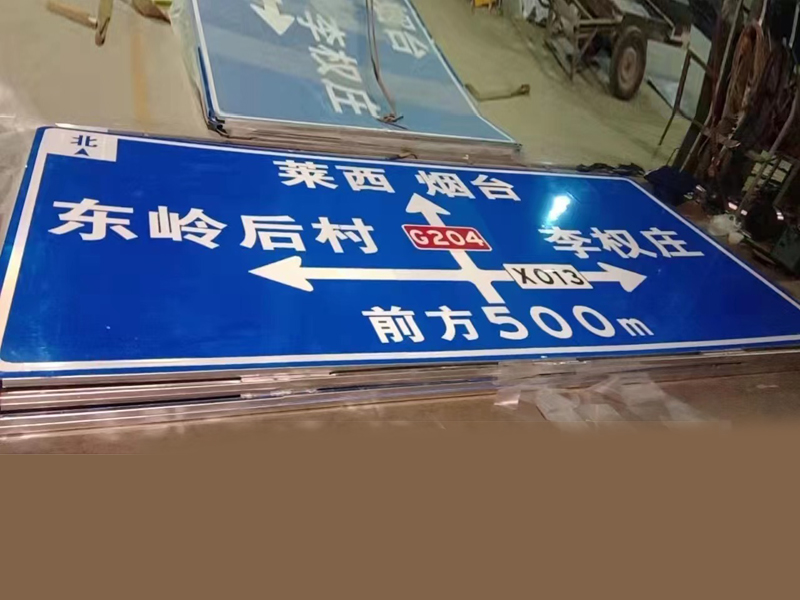 北
莱西 烟台
东岭后村
G204
李权庄
X013
前方500m
李权庄